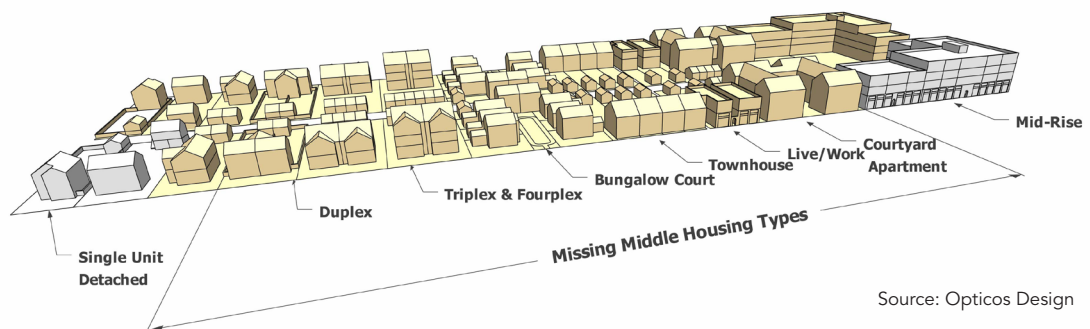 Single Unit
Detached
Duplex
Triplex & Fourplex
Bungalow Court
Townhouse
Live/Work
Courtyard
Apartment
Mid-Rise
Missing Middle Housing Types
Source: Opticos Design